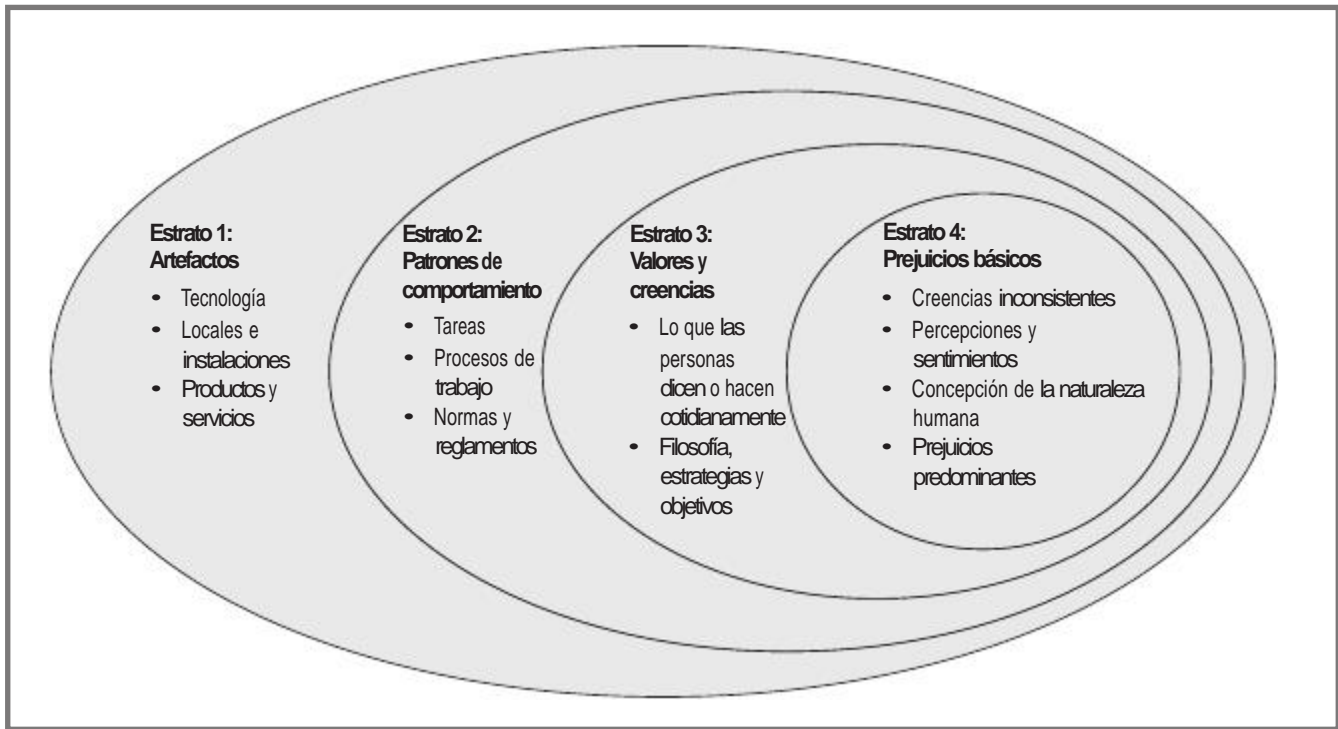 Estrato 1:
Artefactos
• Tecnología
• Locales e
instalaciones
• Productos y
servicios
Estrato 2:
Patrones de
comportamiento
• Tareas
• Procesos de
trabajo
• Normas y
reglamentos
Estrato 3:
Valores y
creencias
• Lo que las
personas
dicen o hacen
cotidianamente
• Filosofía,
estrategias y
objetivos
Estrato 4:
Prejuicios básicos
• Creencias inconsistentes
• Percepciones y
sentimientos
• Concepción de la naturaleza
humana
• Prejuicios
predominantes